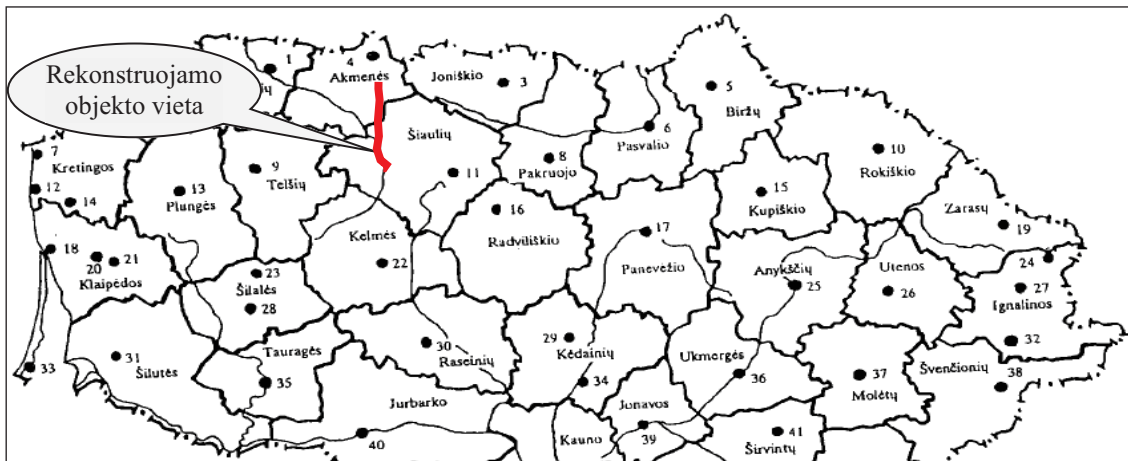 Rekonstruojamo
objekto vieta
1
4
Akmenės
Joniškio
3
5
Biržų
6
Pasvalio
7
Kretingos
12
14
13
Plungės
9
Telšių
Šiaulių
11
8
Pakruojo
10
Rokiškio
15
Kupiškio
Zarasų
19
16
Radviliškio
17
Panevėžio
18
20
21
Klaipėdos
Kelmės
22
23
Šilalės
28
Anykščių
25
Utenos
26
24
27
Ignalinos
32
33
31
Šilutės
Tauragės
35
30
Raseinių
29
Kėdainių
34
Ukmergės
36
37
Molėtų
Švenčionių
38
Jurbarko
40
Jonavos
39
Kauno
41
Širvintų